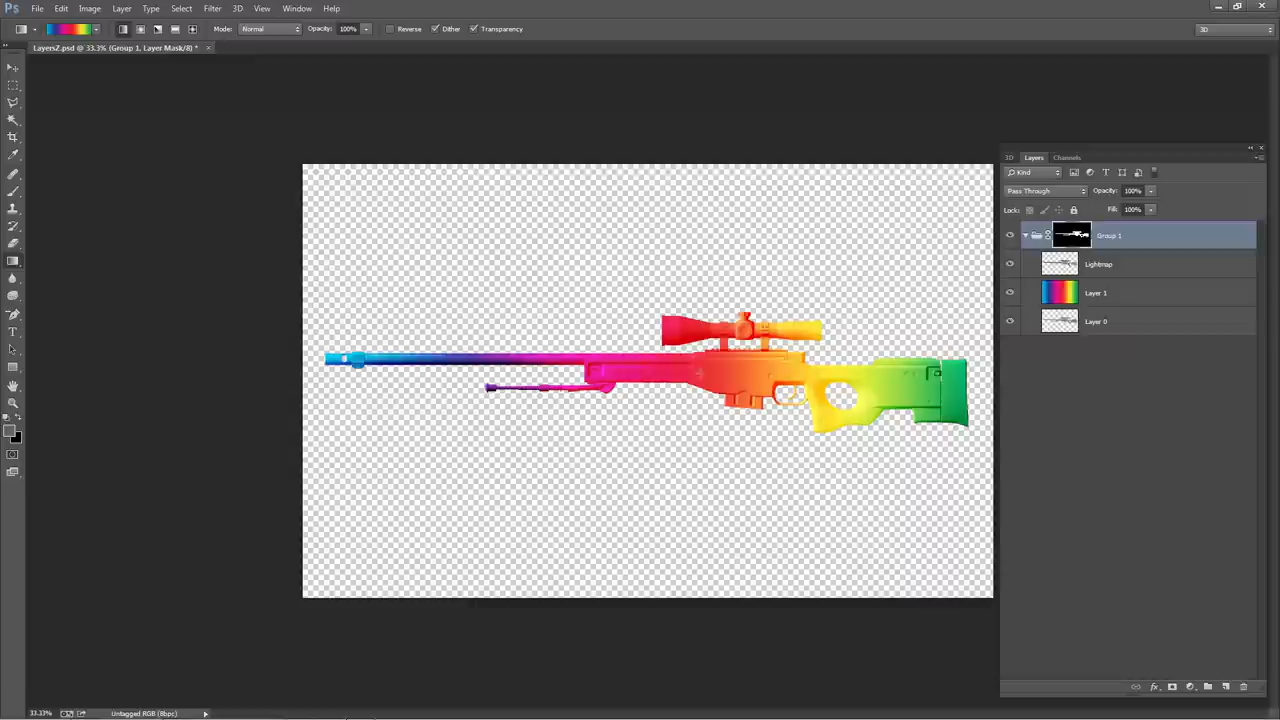 Ps File Edit Image Layer Type Select Filter 3D View Window Help
Mode: Normal Opacity: 100% Reverse Dither Transparency 3D
LayersZ.psd @ 33.3% (Group 1, Layer Mask/8) * ×
3D Layers Channels
Kind T
Pass Through Opacity: 100%
Lock: Fill: 100%
Group 1
Lightmap
Layer 1
Layer 0
T
fx
33.33% Untagged RGB (8bpc)